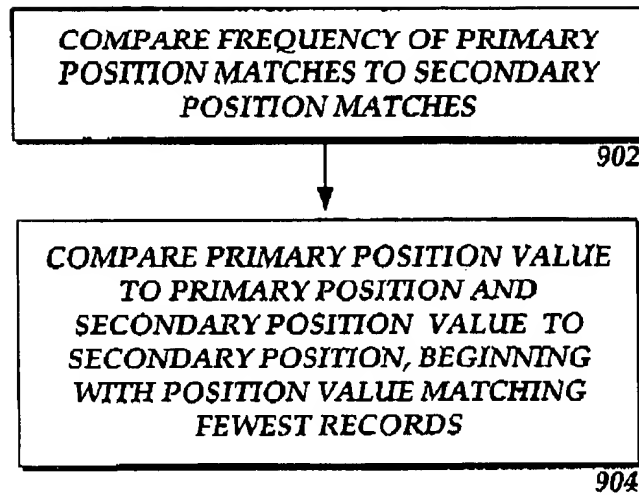 COMPARE FREQUENCY OF PRIMARY
POSITION MATCHES TO SECONDARY
POSITION MATCHES
902
COMPARE PRIMARY POSITION VALUE
TO PRIMARY POSITION AND
SECONDARY POSITION VALUE TO
SECONDARY POSITION, BEGINNING
WITH POSITION VALUE MATCHING
FEWEST RECORDS
904